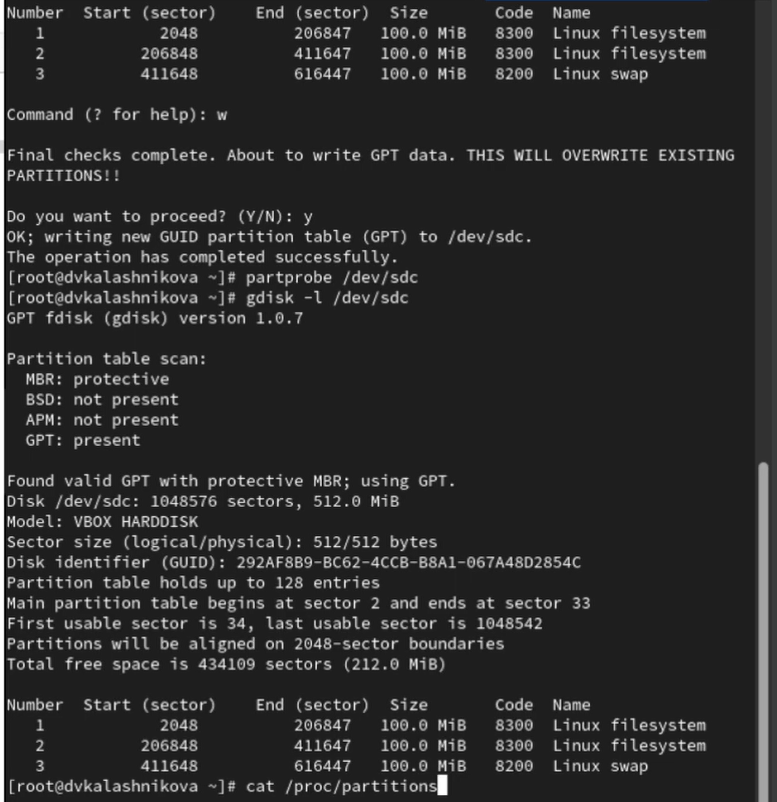 Number  Start (sector)    End (sector)  Size       Code  Name
   1            2048          206847   100.0 MiB   8300  Linux filesystem
   2          206848          411647   100.0 MiB   8300  Linux filesystem
   3          411648          616447   100.0 MiB   8200  Linux swap
Command (? for help): w
Final checks complete. About to write GPT data. THIS WILL OVERWRITE EXISTING
PARTITIONS!!
Do you want to proceed? (Y/N): y
OK; writing new GUID partition table (GPT) to /dev/sdc.
The operation has completed successfully.
[root@dvkalashnikova ~]# partprobe /dev/sdc
[root@dvkalashnikova ~]# gdisk -l /dev/sdc
GPT fdisk (gdisk) version 1.0.7
Partition table scan:
  MBR: protective
  BSD: not present
  APM: not present
  GPT: present
Found valid GPT with protective MBR; using GPT.
Disk /dev/sdc: 1048576 sectors, 512.0 MiB
Model: VBOX HARDDISK
Sector size (logical/physical): 512/512 bytes
Disk identifier (GUID): 292AF8B9-BC62-4CCB-B8A1-067A48D2854C
Partition table holds up to 128 entries
Main partition table begins at sector 2 and ends at sector 33
First usable sector is 34, last usable sector is 1048542
Partitions will be aligned on 2048-sector boundaries
Total free space is 434109 sectors (212.0 MiB)
Number  Start (sector)    End (sector)  Size       Code  Name
   1            2048          206847   100.0 MiB   8300  Linux filesystem
   2          206848          411647   100.0 MiB   8300  Linux filesystem
   3          411648          616447   100.0 MiB   8200  Linux swap
[root@dvkalashnikova ~]# cat /proc/partitions